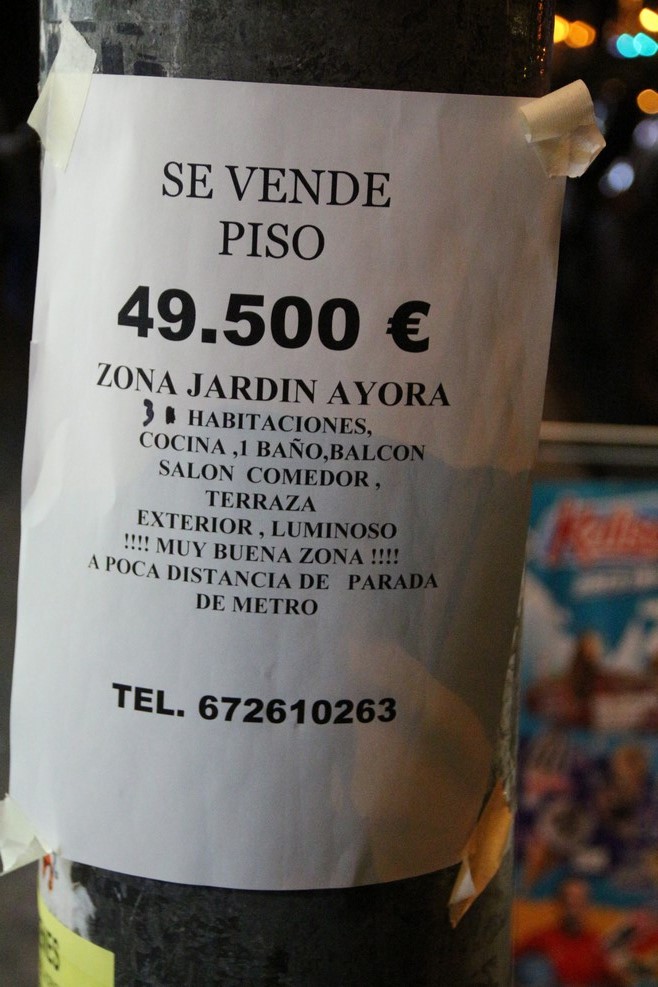 SE VENDE
PISO
49.500 €
ZONA JARDIN AYORA
3 HABITACIONES,
COCINA ,1 BAÑO,BALCON
SALON COMEDOR ,
TERRAZA
EXTERIOR , LUMINOSO
!!!! MUY BUENA ZONA !!!!
A POCA DISTANCIA DE PARADA
DE METRO
TEL. 672610263